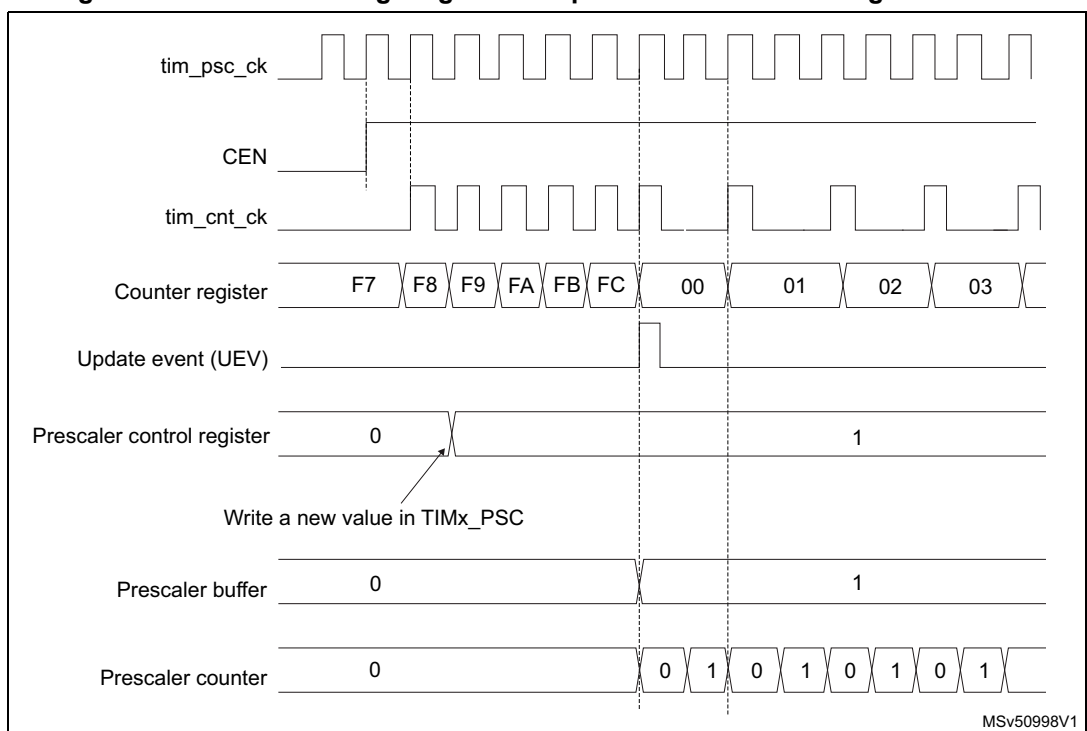 tim_psc_ck
CEN
tim_cnt_ck
Counter register F7 F8 F9 FA FB FC 00 01 02 03
Update event (UEV)
Prescaler control register 0 1
Write a new value in TIMx_PSC
Prescaler buffer 0 1
Prescaler counter 0 0 1 0 1 0 1 0 1
MSv50998V1